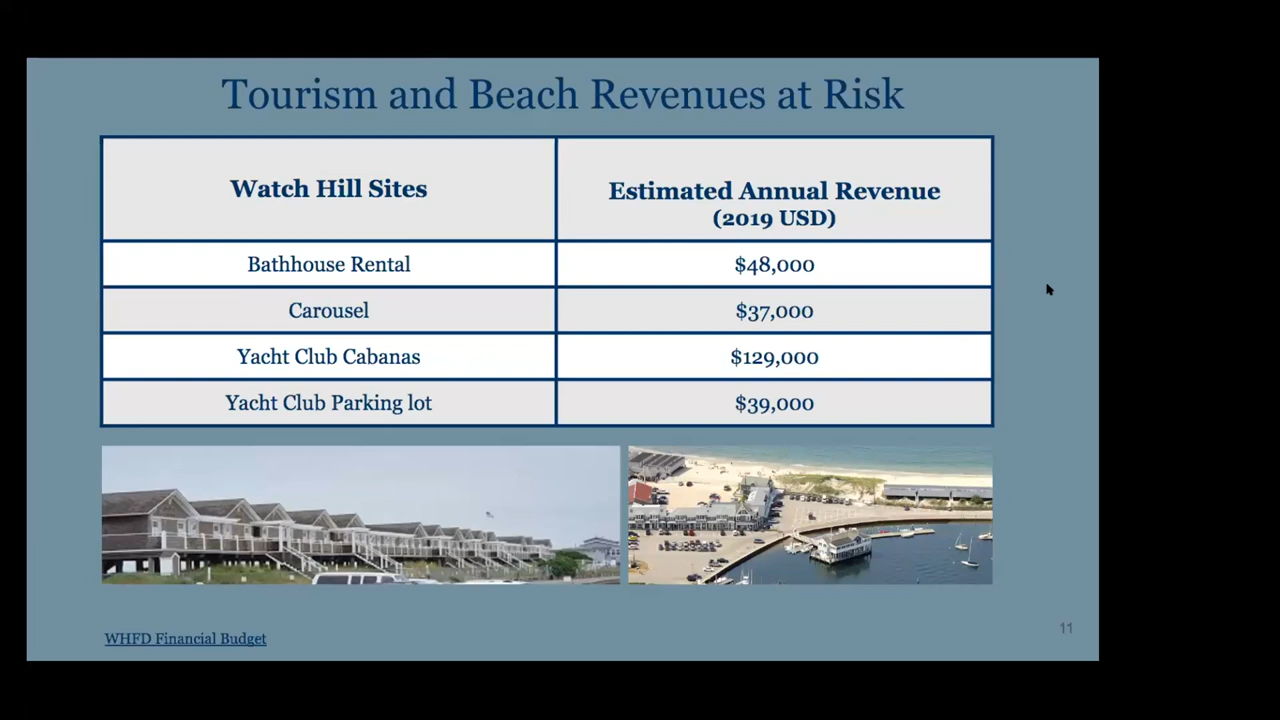 Tourism and Beach Revenues at Risk
Watch Hill Sites
Estimated Annual Revenue
(2019 USD)
Bathhouse Rental
$48,000
Carousel
$37,000
Yacht Club Cabanas
$129,000
Yacht Club Parking lot
$39,000
WHFD Financial Budget
11